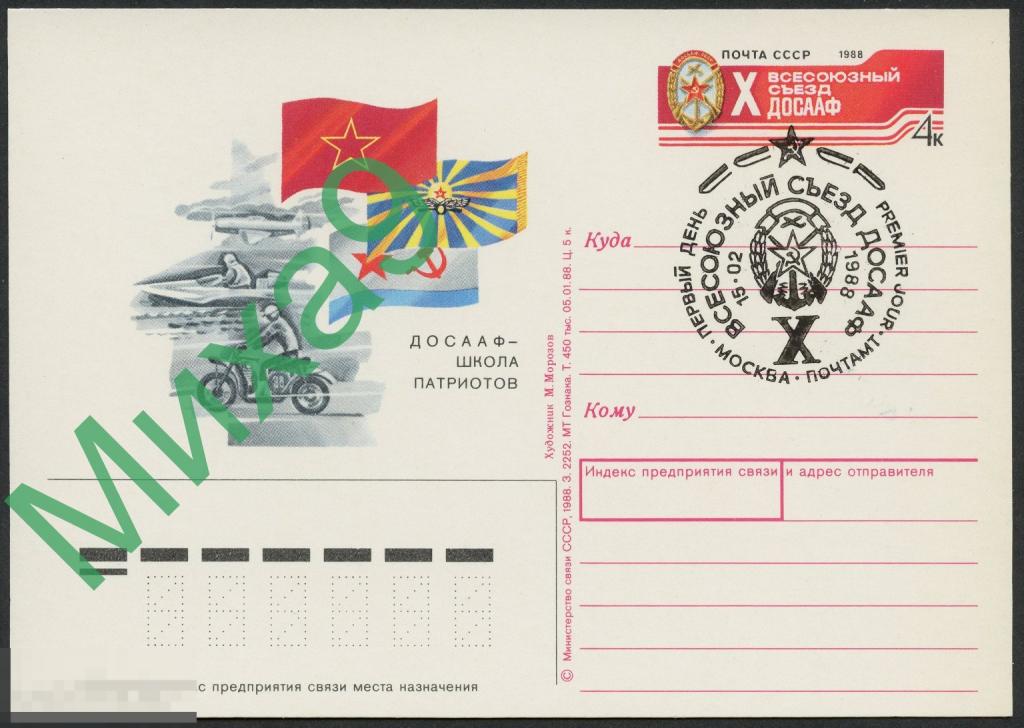 ПОЧТА СССР 1988
X ВСЕСОЮЗНЫЙ
СЪЕЗД
ДОСААФ
4к
СССР
ПЕРВЫЙ ДЕНЬ
PREMIER JOUR
ВСЕСОЮЗНЫЙ СЪЕЗД ДОСААФ
15·02
1988
X
·МОСКВА·ПОЧТАМТ·
ДОСААФ–
ШКОЛА
ПАТРИОТОВ
Михаэ
Куда
Кому
Индекс предприятия связи и адрес отправителя
Художник М. Морозов
© Министерство связи СССР, 1988. З. 2252. МТ Гознака. Т. 450 тыс. 05.01.88. Ц. 5 к.
предприятия связи места назначения